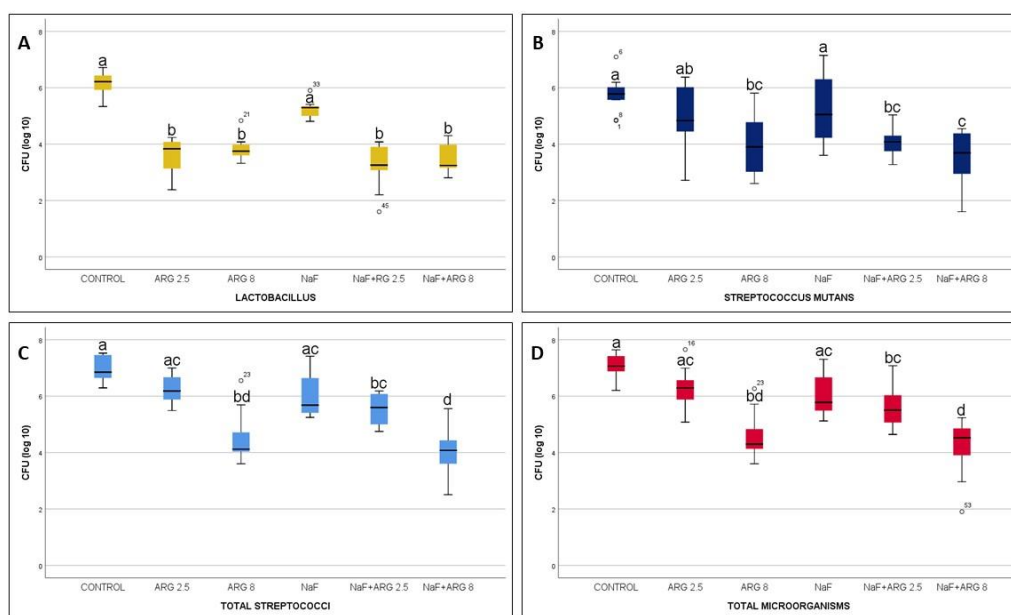 A
CFU (log 10)
8
6
4
2
0
a
b
b
21
33
a
b
45
b
CONTROL
ARG 2.5
ARG 8
NaF
NaF+RG 2.5
NaF+ARG 8
LACTOBACILLUS
B
CFU (log 10)
8
6
4
2
0
6
a
8
1
ab
bc
a
bc
c
CONTROL
ARG 2.5
ARG 8
NaF
NaF+ARG 2.5
NaF+ARG 8
STREPTOCOCCUS MUTANS
C
CFU (log 10)
8
6
4
2
0
a
ac
23
bd
ac
bc
d
CONTROL
ARG 2.5
ARG 8
NaF
NaF+ARG 2.5
NaF+ARG 8
TOTAL STREPTOCOCCI
D
CFU (log 10)
8
6
4
2
0
a
16
ac
23
bd
ac
bc
d
53
CONTROL
ARG 2.5
ARG 8
NaF
NaF+ARG 2.5
NaF+ARG 8
TOTAL MICROORGANISMS